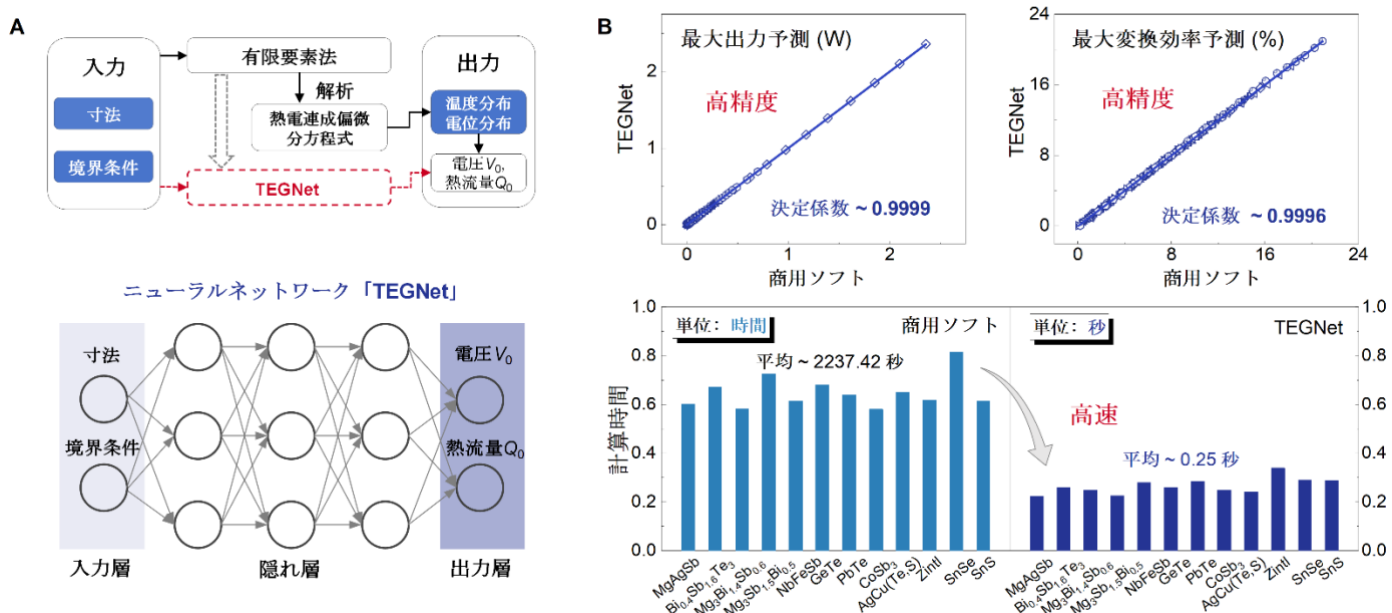 A
入力
寸法
境界条件
有限要素法
解析
熱電連成偏微
分方程式
TEGNet
出力
温度分布
電位分布
電圧V0,
熱流量Q0
ニューラルネットワーク「TEGNet」
寸法
境界条件
電圧V0
熱流量Q0
入力層
隠れ層
出力層
B
最大出力予測 (W)
高精度
決定係数 ~ 0.9999
TEGNet
2
1
0
0
1
2
商用ソフト
最大変換効率予測 (%)
高精度
決定係数 ~ 0.9996
TEGNet
24
16
8
0
0
8
16
24
商用ソフト
計算時間
1.0
0.8
0.6
0.4
0.2
0.0
単位：時間
商用ソフト
平均 ~ 2237.42 秒
単位：秒
TEGNet
高速
平均 ~ 0.25 秒
1.0
0.8
0.6
0.4
0.2
0.0
MgAgSb
Bi0.4Sb1.6Te3
Mg3Bi1.4Sb0.6
Mg3Sb1.5Bi0.5
NbFeSb
GeTe
PbTe
CoSb3
AgCu(Te,S)
Zintl
SnSe
SnS
MgAgSb
Bi0.4Sb1.6Te3
Mg3Bi1.4Sb0.6
Mg3Sb1.5Bi0.5
NbFeSb
GeTe
PbTe
CoSb3
AgCu(Te,S)
Zintl
SnSe
SnS